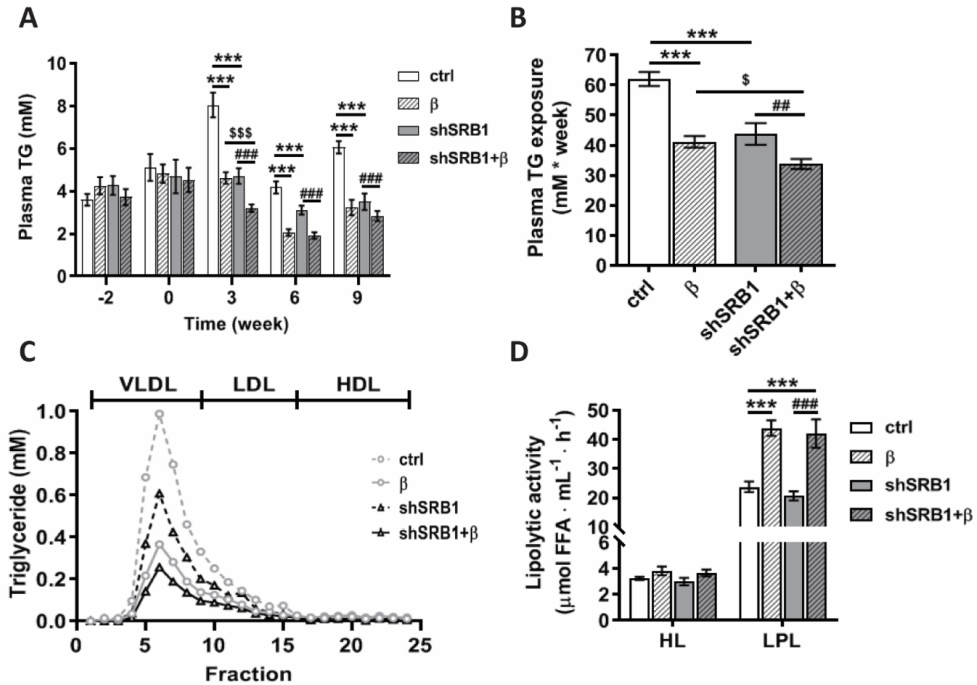 A
Plasma TG (mM)
10
8
6
4
2
0
-2 0 3 6 9
Time (week)
***
***
$$$
###
***
***
###
***
***
###
ctrl
β
shSRB1
shSRB1+β
B
Plasma TG exposure
(mM * week)
70
60
50
40
30
20
10
0
***
***
$
##
ctrl
β
shSRB1
shSRB1+β
C
VLDL LDL HDL
Triglyceride (mM)
1.0
0.8
0.6
0.4
0.2
0.0
0 5 10 15 20 25
Fraction
ctrl
β
shSRB1
shSRB1+β
D
Lipolytic activity
(μmol FFA · mL⁻¹ · h⁻¹)
50
40
30
20
10
6
4
2
0
***
***
###
HL LPL
ctrl
β
shSRB1
shSRB1+β